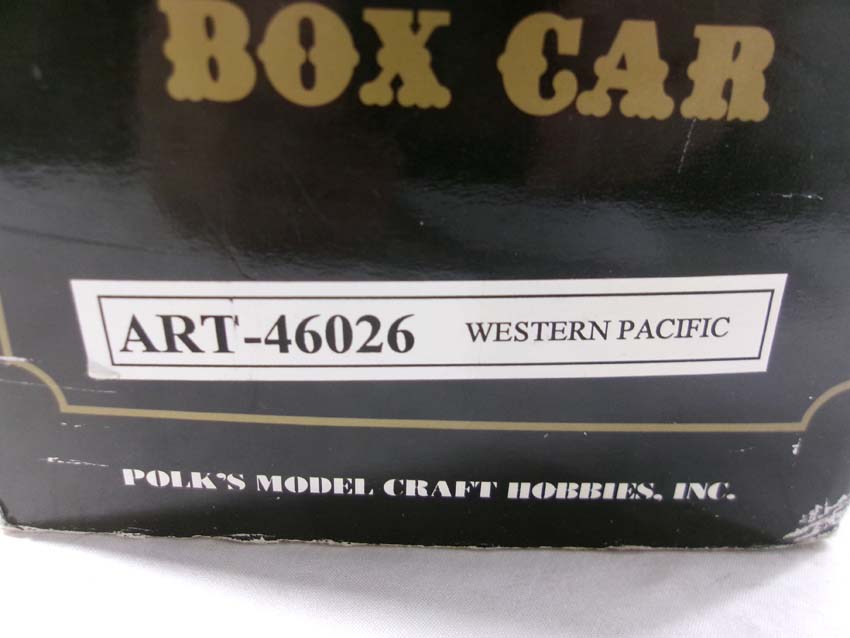 BOX CAR
ART-46026 WESTERN PACIFIC
POLK'S MODEL CRAFT HOBBIES, INC.